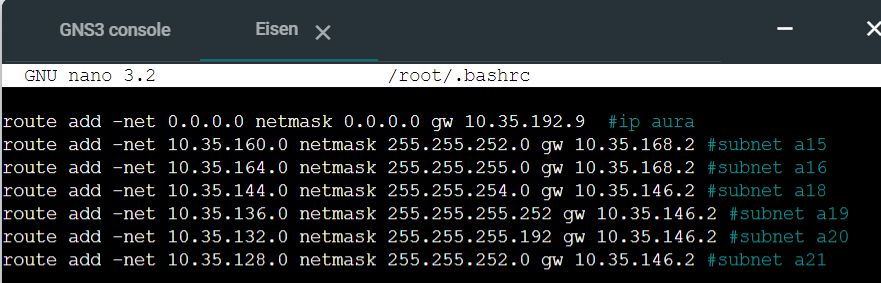 GNS3 console Eisen
GNU nano 3.2 /root/.bashrc
route add -net 0.0.0.0 netmask 0.0.0.0 gw 10.35.192.9 #ip aura
route add -net 10.35.160.0 netmask 255.255.252.0 gw 10.35.168.2 #subnet a15
route add -net 10.35.164.0 netmask 255.255.255.0 gw 10.35.168.2 #subnet a16
route add -net 10.35.144.0 netmask 255.255.254.0 gw 10.35.146.2 #subnet a18
route add -net 10.35.136.0 netmask 255.255.255.252 gw 10.35.146.2 #subnet a19
route add -net 10.35.132.0 netmask 255.255.255.192 gw 10.35.146.2 #subnet a20
route add -net 10.35.128.0 netmask 255.255.252.0 gw 10.35.146.2 #subnet a21